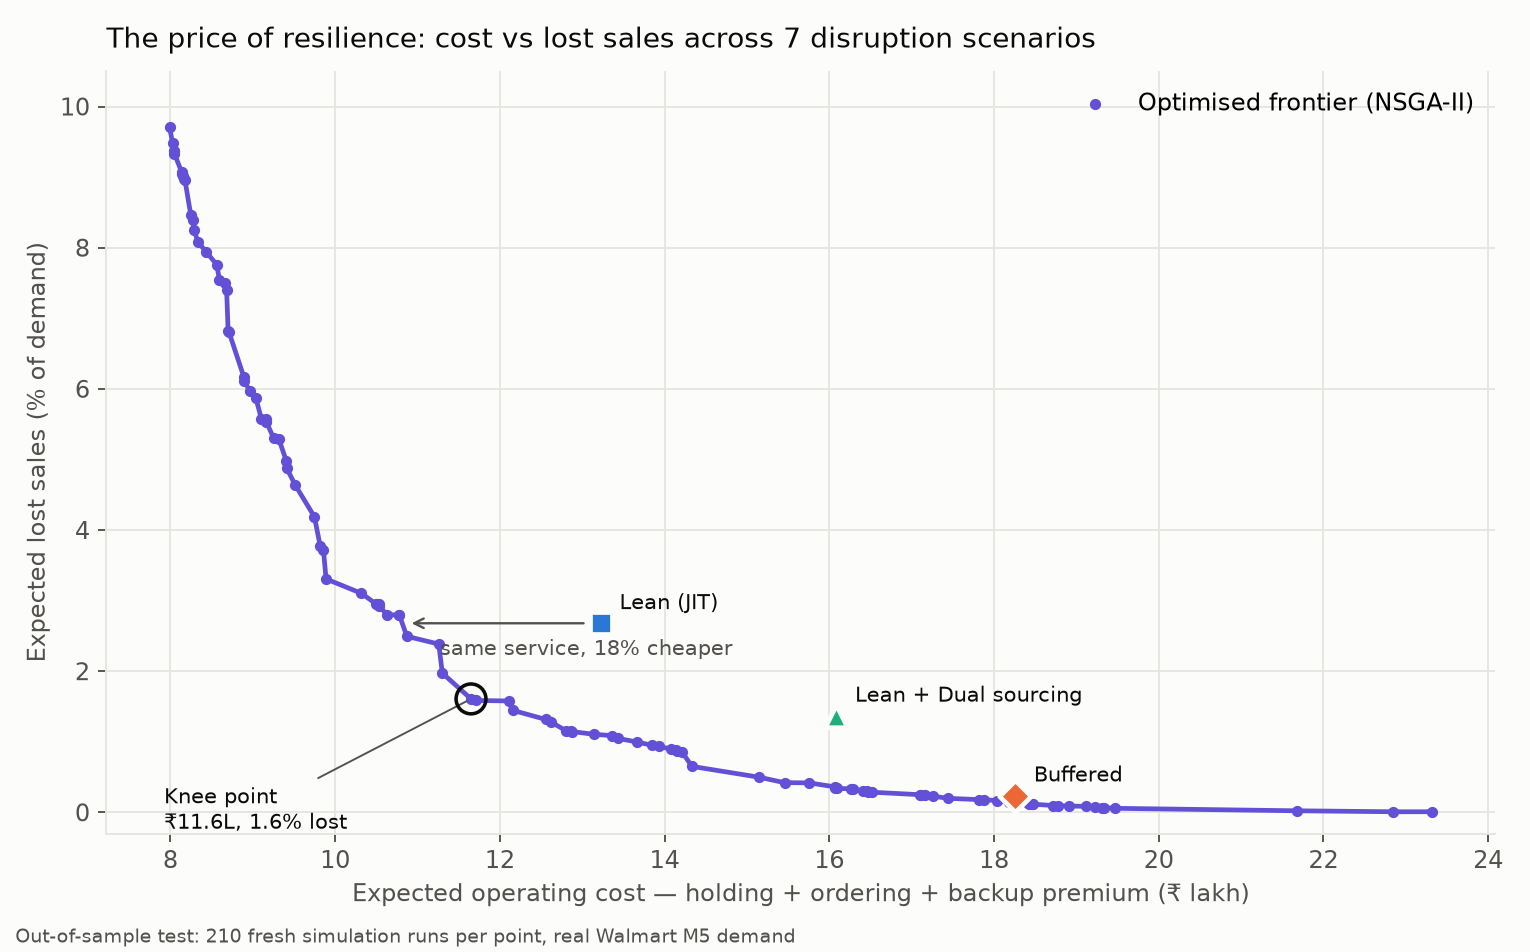 The price of resilience: cost vs lost sales across 7 disruption scenarios
Optimised frontier (NSGA-II)
Expected lost sales (% of demand)
10
8
6
4
2
0
Lean (JIT)
same service, 18% cheaper
Lean + Dual sourcing
Buffered
Knee point
₹11.6L, 1.6% lost
8 10 12 14 16 18 20 22 24
Expected operating cost — holding + ordering + backup premium (₹ lakh)
Out-of-sample test: 210 fresh simulation runs per point, real Walmart M5 demand